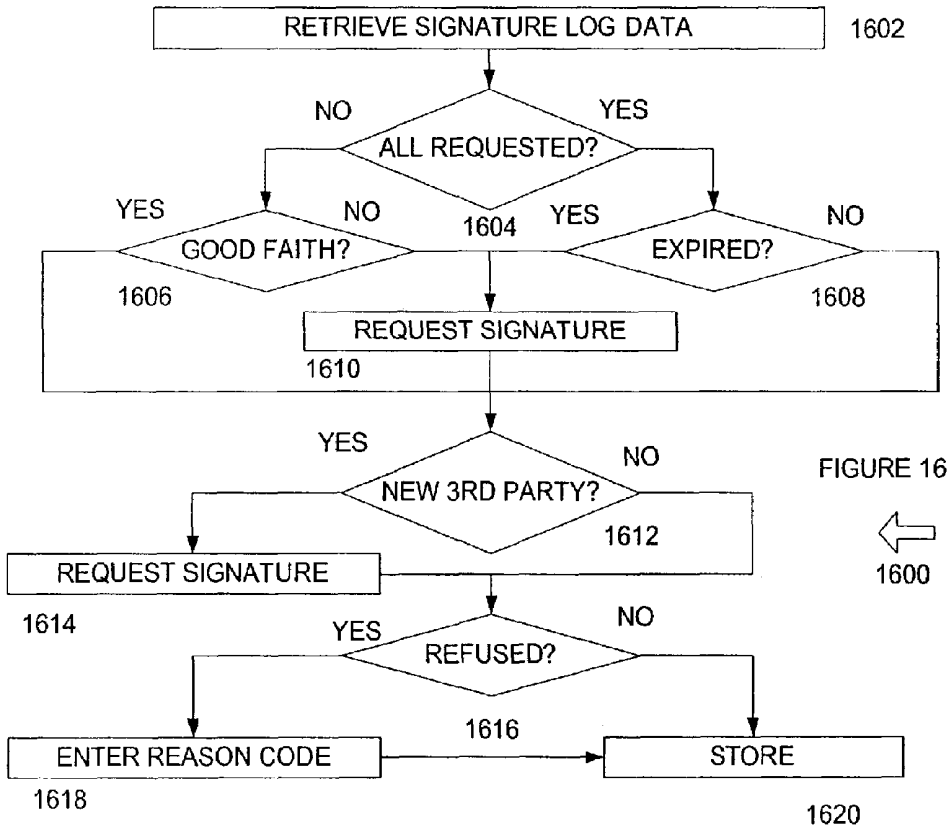 RETRIEVE SIGNATURE LOG DATA
1602
NO
YES
ALL REQUESTED?
1604
YES
NO
YES
NO
GOOD FAITH?
EXPIRED?
1606
1608
REQUEST SIGNATURE
1610
YES
NO
NEW 3RD PARTY?
FIGURE 16
1612
1600
REQUEST SIGNATURE
1614
YES
NO
REFUSED?
1616
ENTER REASON CODE
STORE
1618
1620